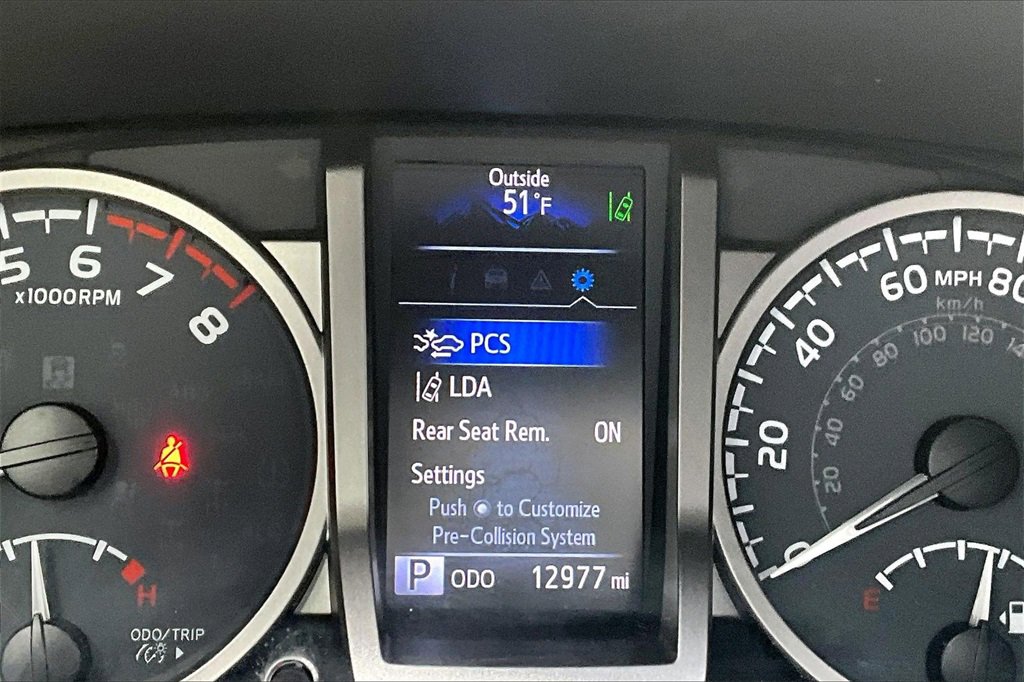 Outside
51°F
5 6 7 8
x1000RPM
H
ODO/TRIP
PCS
LDA
Rear Seat Rem. ON
Settings
Push to Customize
Pre-Collision System
P ODO 12977 mi
0 20 40 60 80
MPH
km/h
20 40 60 80 100 120
E